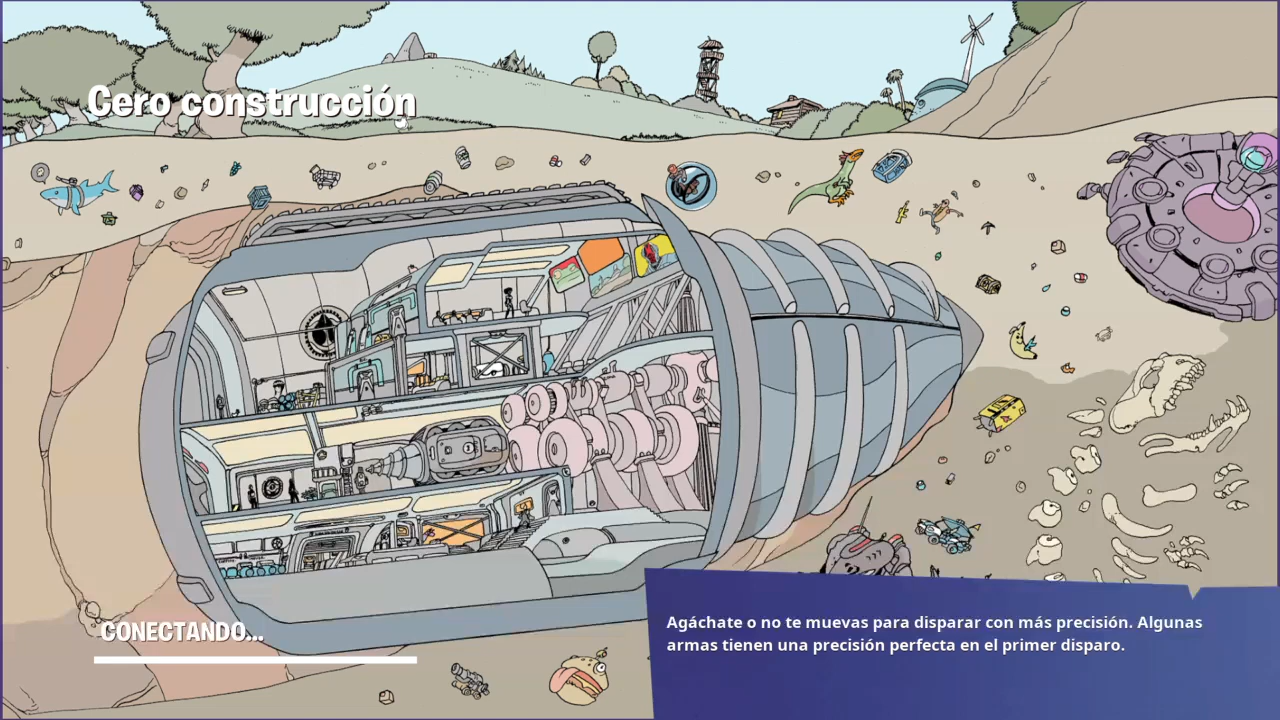 Cero construcción
CONECTANDO...
Agáchate o no te muevas para disparar con más precisión. Algunas
armas tienen una precisión perfecta en el primer disparo.